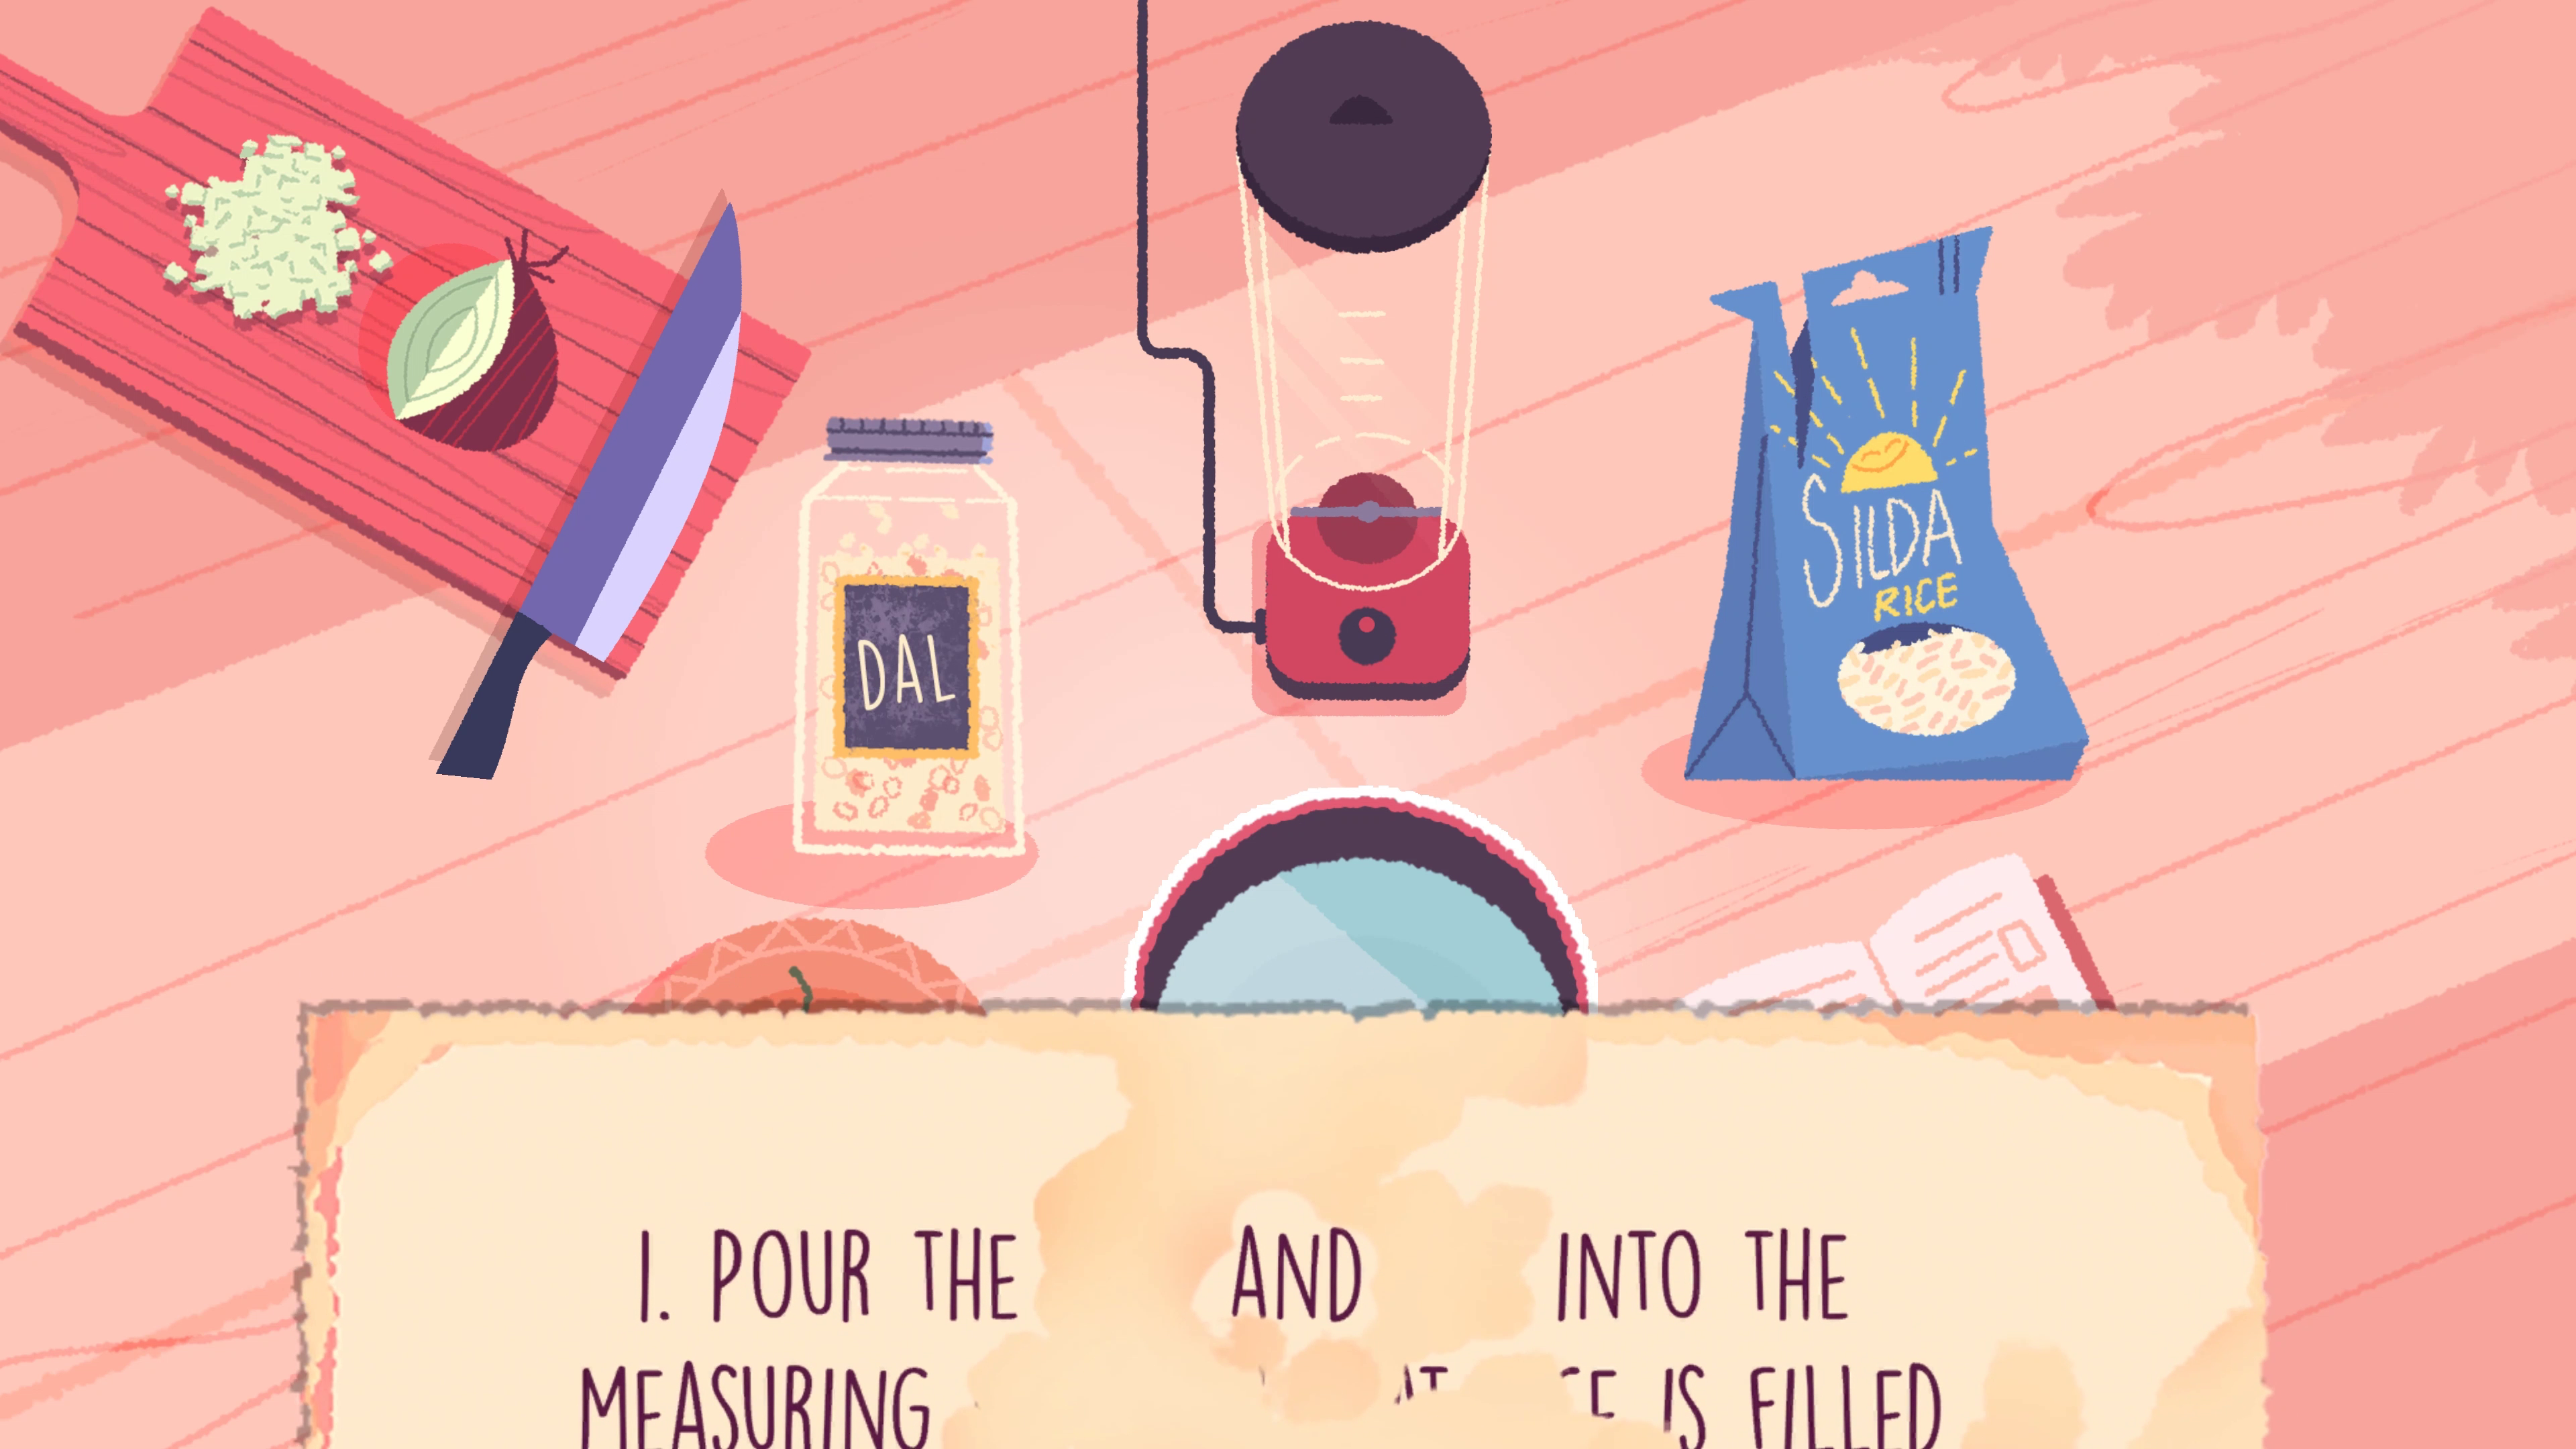 DAL
SILDA
RICE
1. POUR THE AND INTO THE
MEASURING IS FILLED